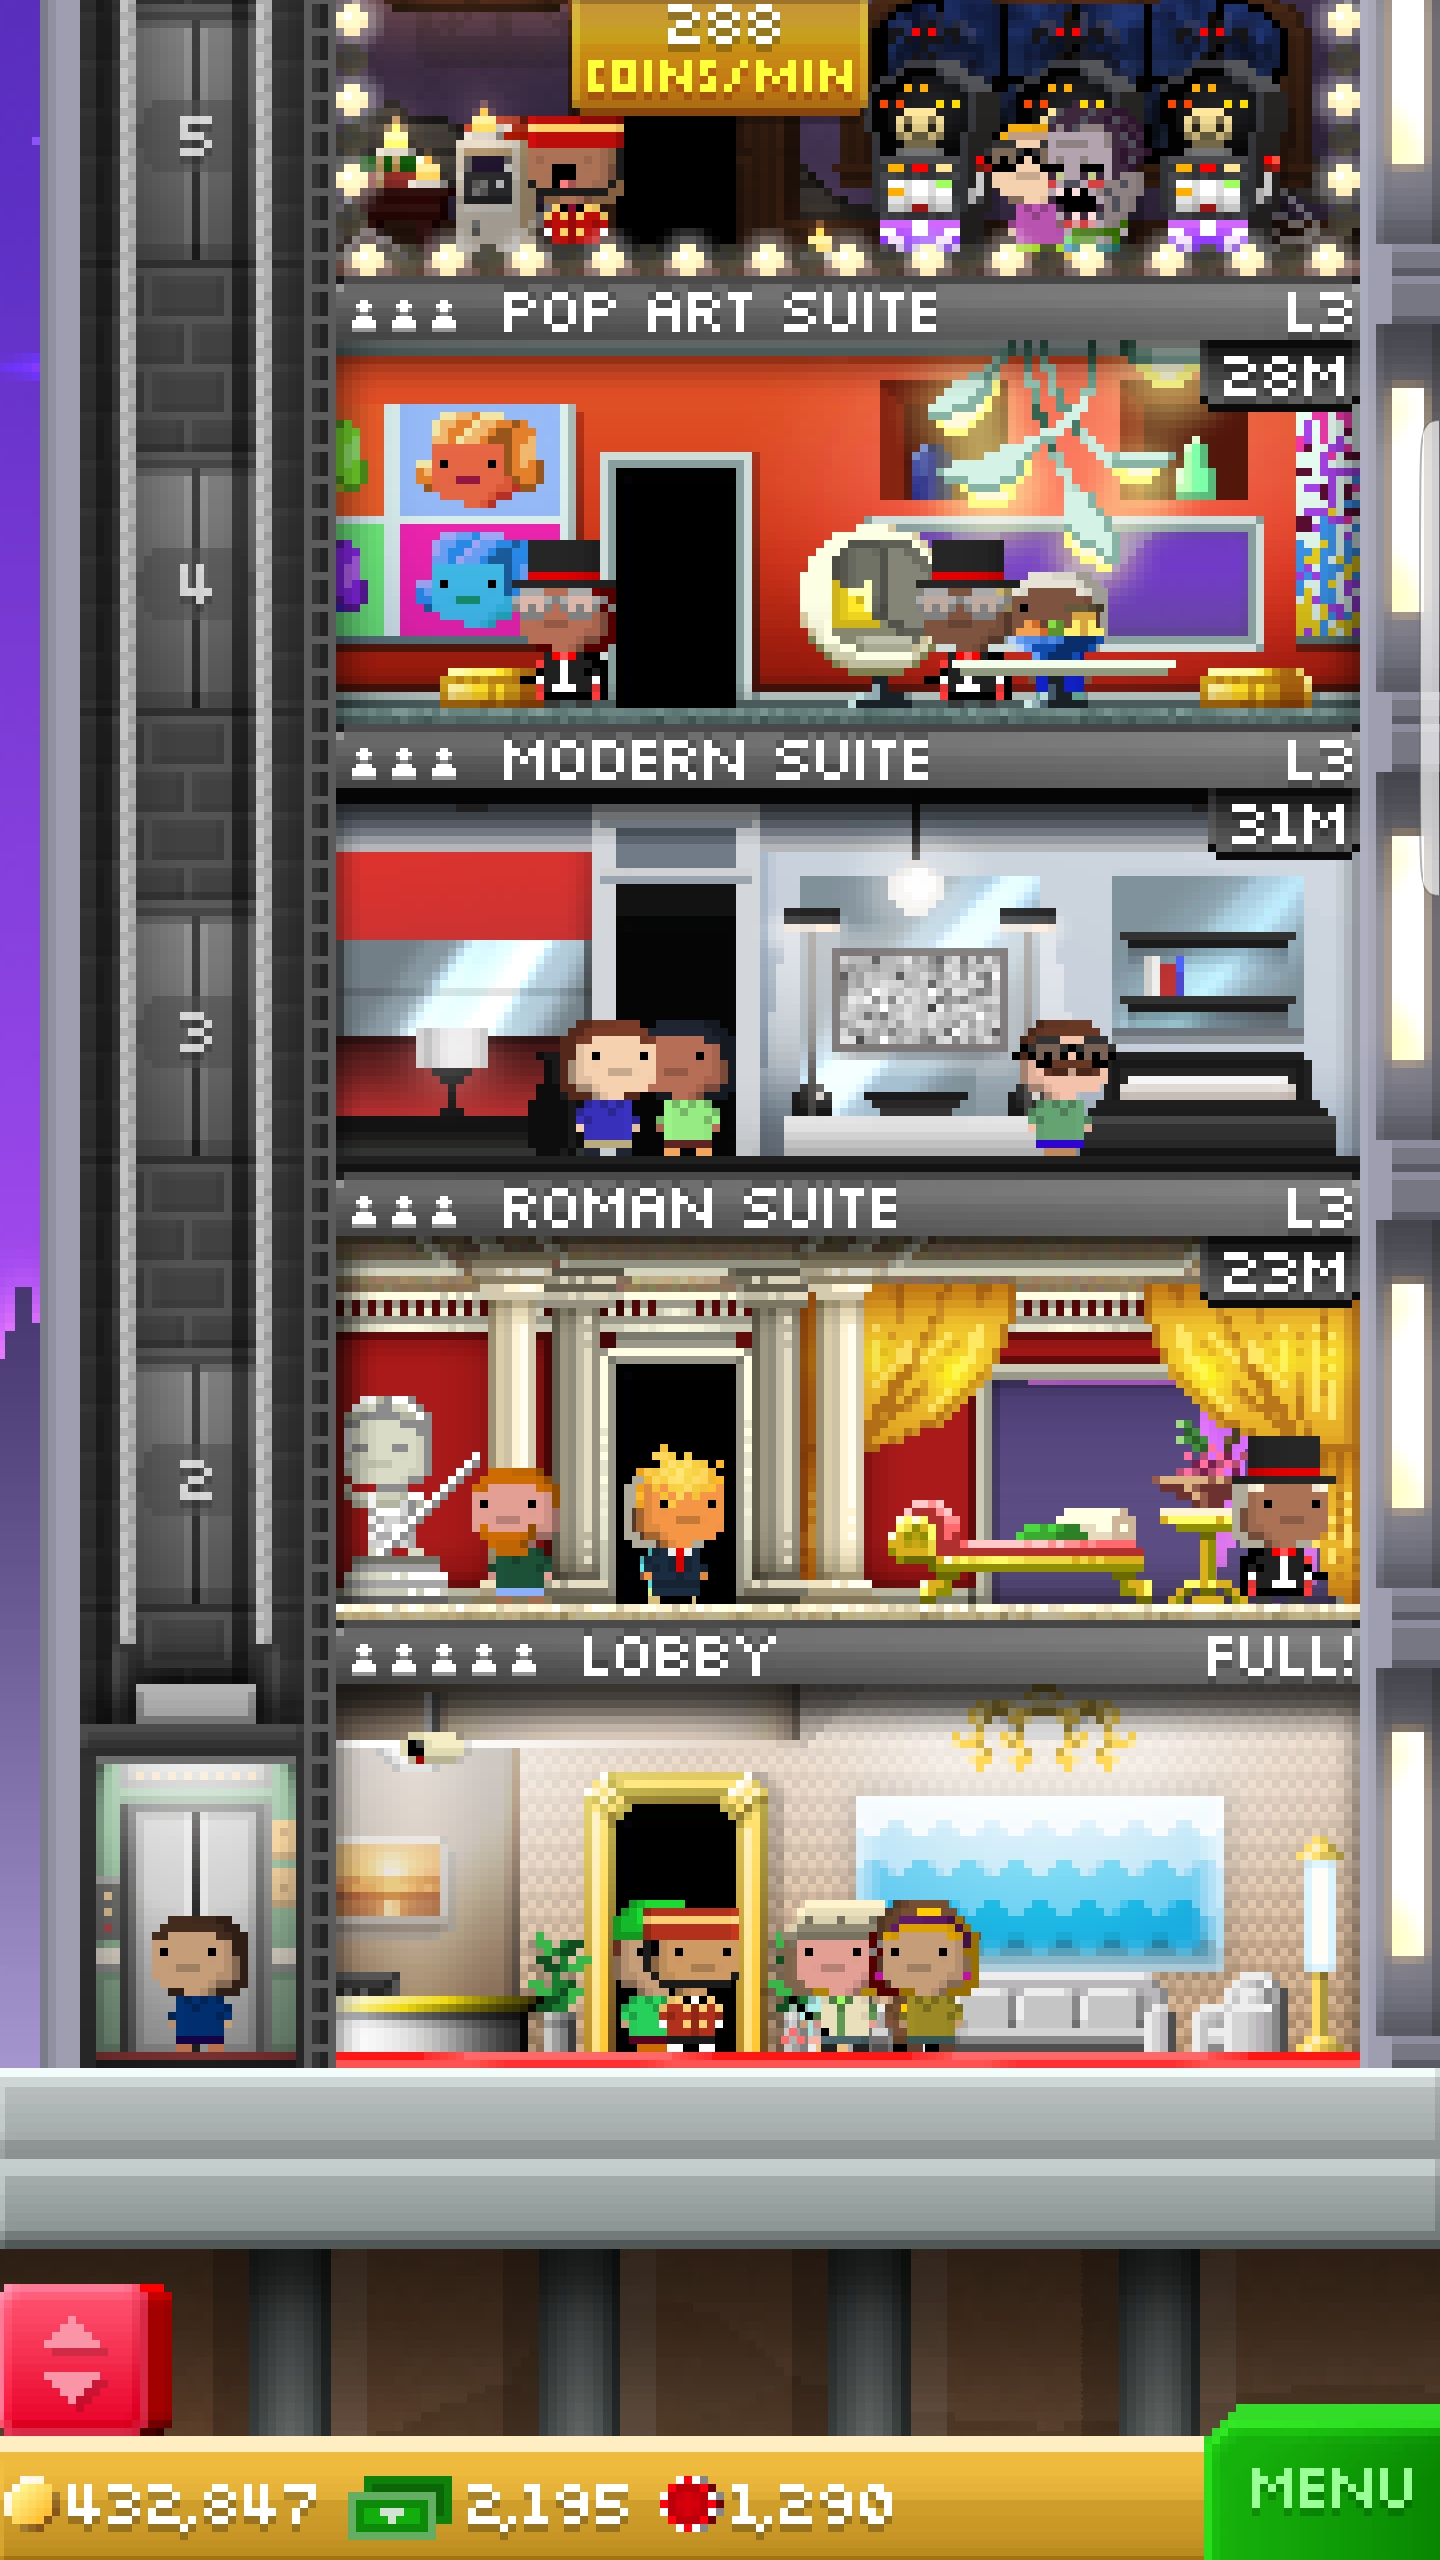 288
COINS/MIN
5
POP ART SUITE L3
28M
4
MODERN SUITE L3
31M
3
ROMAN SUITE L3
23M
2
LOBBY FULL!
432,847 2,195 1,290
MENU